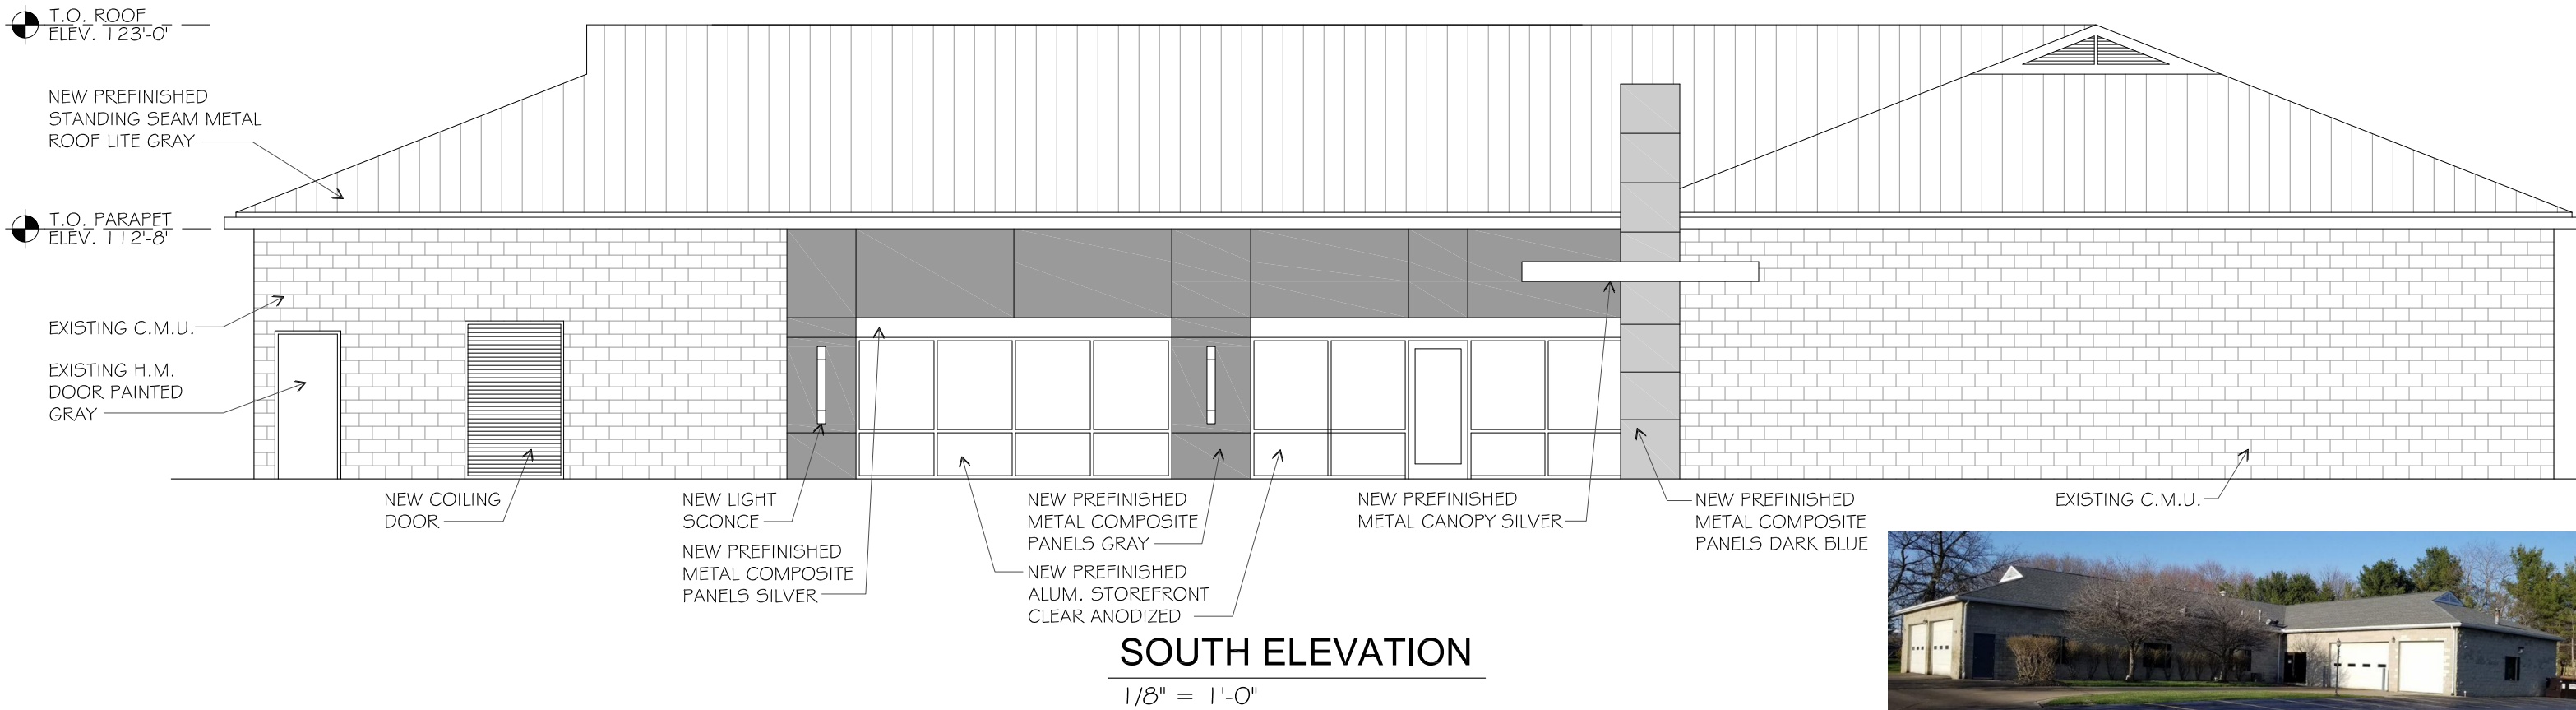 T.O. ROOF
ELEV. 123'-0"
NEW PREFINISHED
STANDING SEAM METAL
ROOF LITE GRAY
T.O. PARAPET
ELEV. 112'-8"
EXISTING C.M.U.
EXISTING H.M.
DOOR PAINTED
GRAY
NEW COILING
DOOR
NEW LIGHT
SCONCE
NEW PREFINISHED
METAL COMPOSITE
PANELS SILVER
NEW PREFINISHED
METAL COMPOSITE
PANELS GRAY
NEW PREFINISHED
ALUM. STOREFRONT
CLEAR ANODIZED
NEW PREFINISHED
METAL CANOPY SILVER
NEW PREFINISHED
METAL COMPOSITE
PANELS DARK BLUE
EXISTING C.M.U.
SOUTH ELEVATION
1/8" = 1'-0"